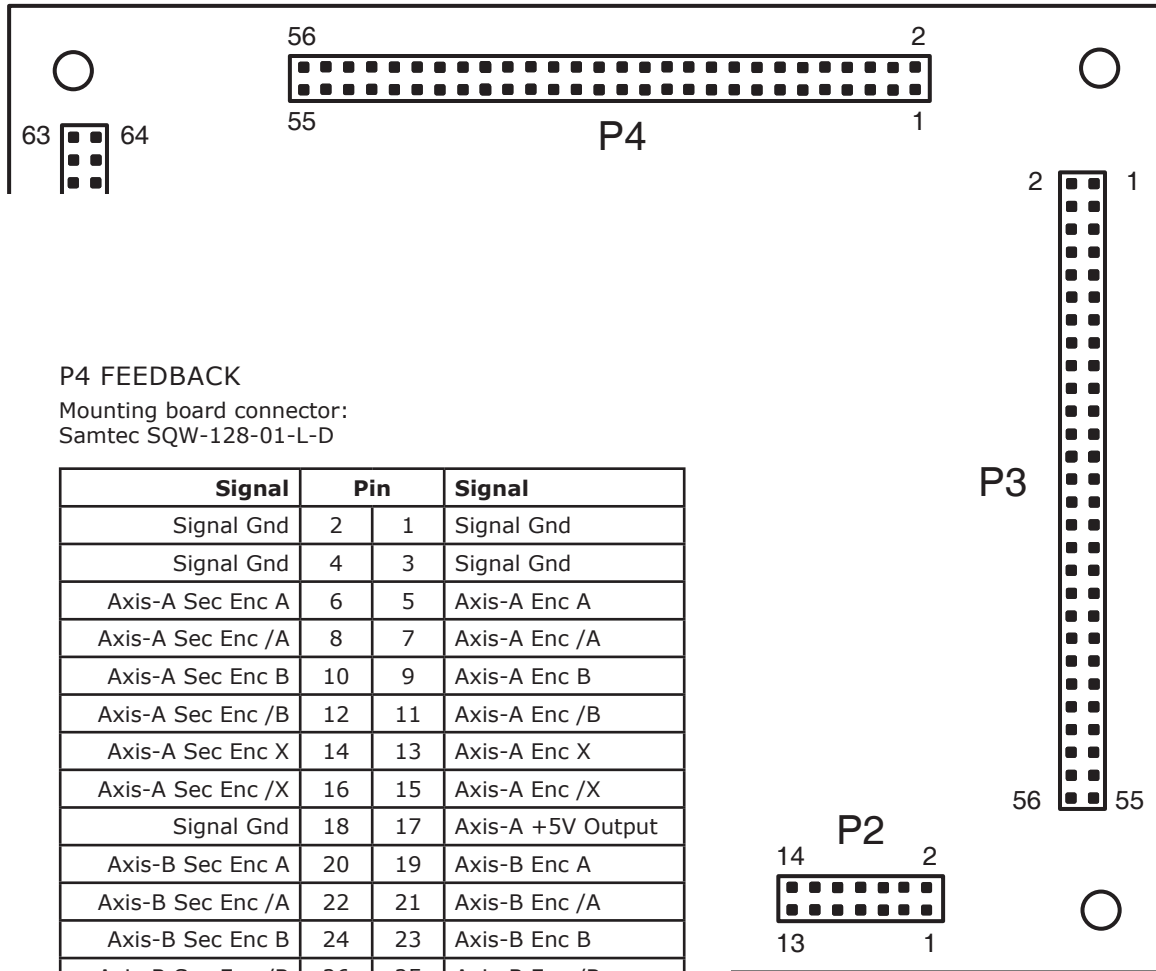 56 2
55 1
P4
63 64
2 1
P3
56 55
P4 FEEDBACK
Mounting board connector:
Samtec SQW-128-01-L-D
Signal Pin Signal
Signal Gnd 2 1 Signal Gnd
Signal Gnd 4 3 Signal Gnd
Axis-A Sec Enc A 6 5 Axis-A Enc A
Axis-A Sec Enc /A 8 7 Axis-A Enc /A
Axis-A Sec Enc B 10 9 Axis-A Enc B
Axis-A Sec Enc /B 12 11 Axis-A Enc /B
Axis-A Sec Enc X 14 13 Axis-A Enc X
Axis-A Sec Enc /X 16 15 Axis-A Enc /X
Signal Gnd 18 17 Axis-A +5V Output
Axis-B Sec Enc A 20 19 Axis-B Enc A
Axis-B Sec Enc /A 22 21 Axis-B Enc /A
Axis-B Sec Enc B 24 23 Axis-B Enc B
P2
14 2
13 1